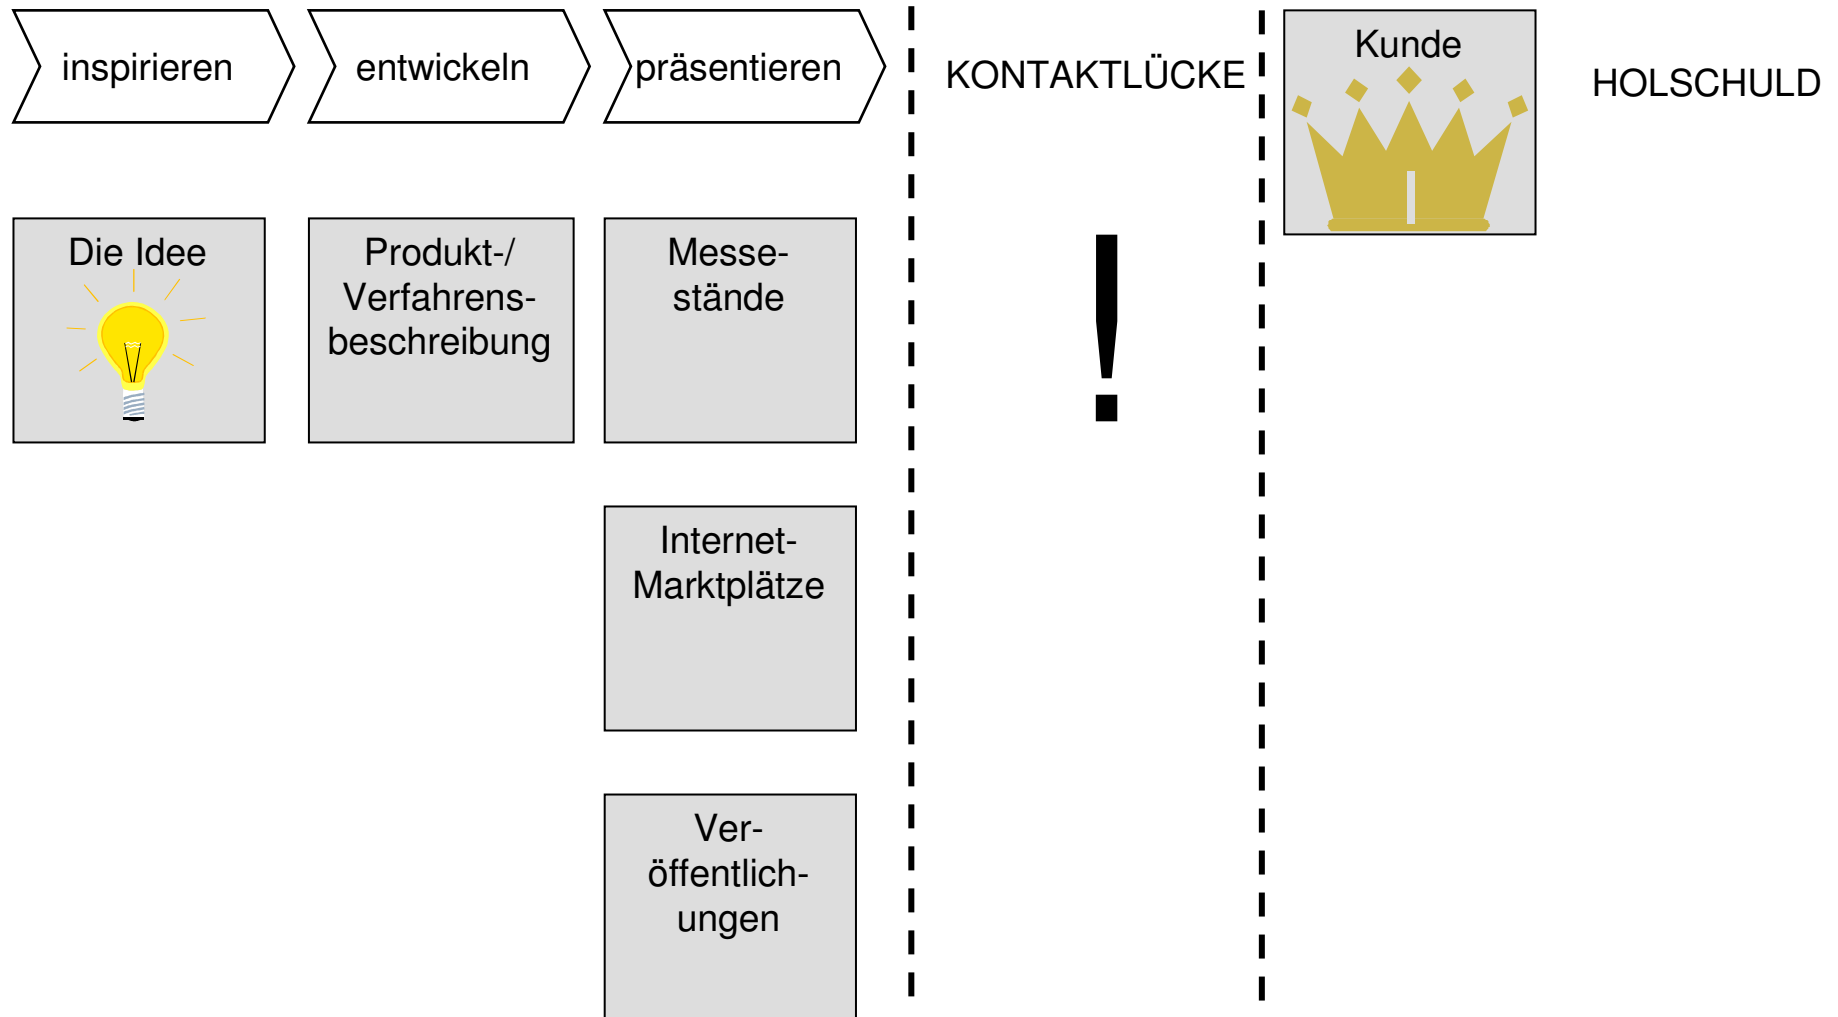 inspirieren
entwickeln
präsentieren
KONTAKTLÜCKE
Kunde
HOLSCHULD
Die Idee
Produkt-/
Verfahrens-
beschreibung
Messe-
stände
!
Internet-
Marktplätze
Ver-
öffentlich-
ungen